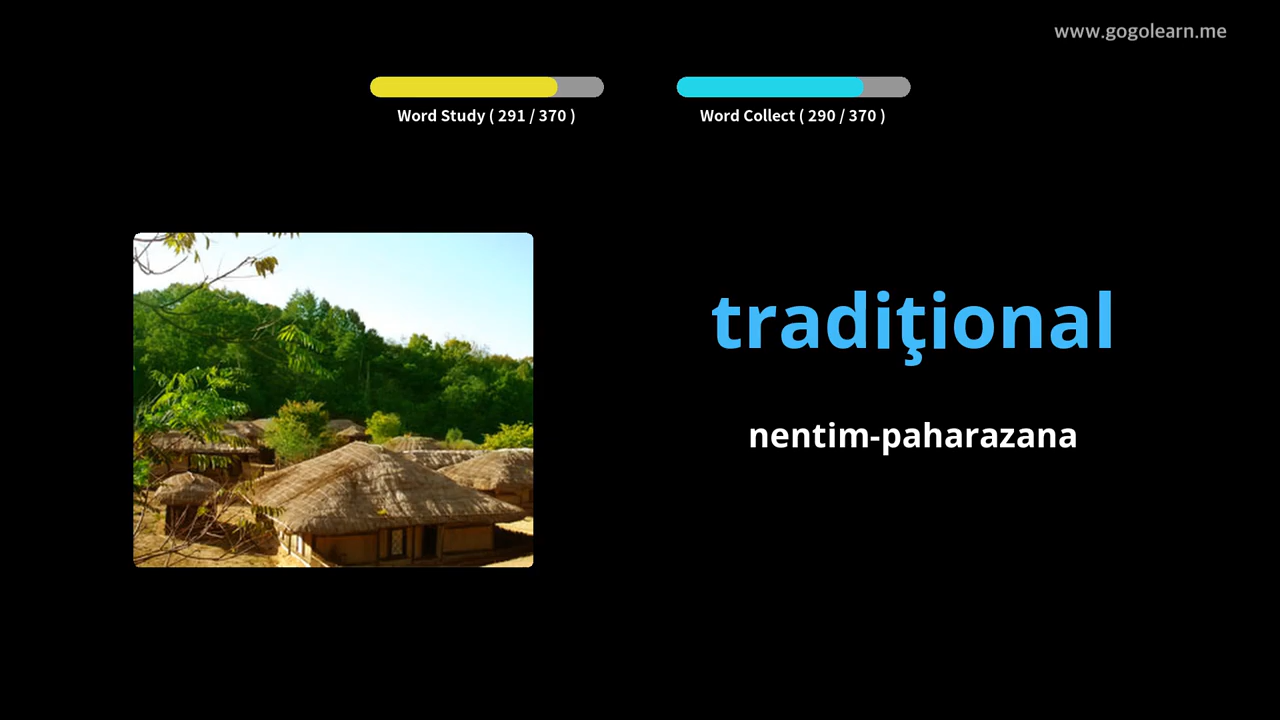 www.gogolearn.me
Word Study ( 291 / 370 )
Word Collect ( 290 / 370 )
tradiţional
nentim-paharazana